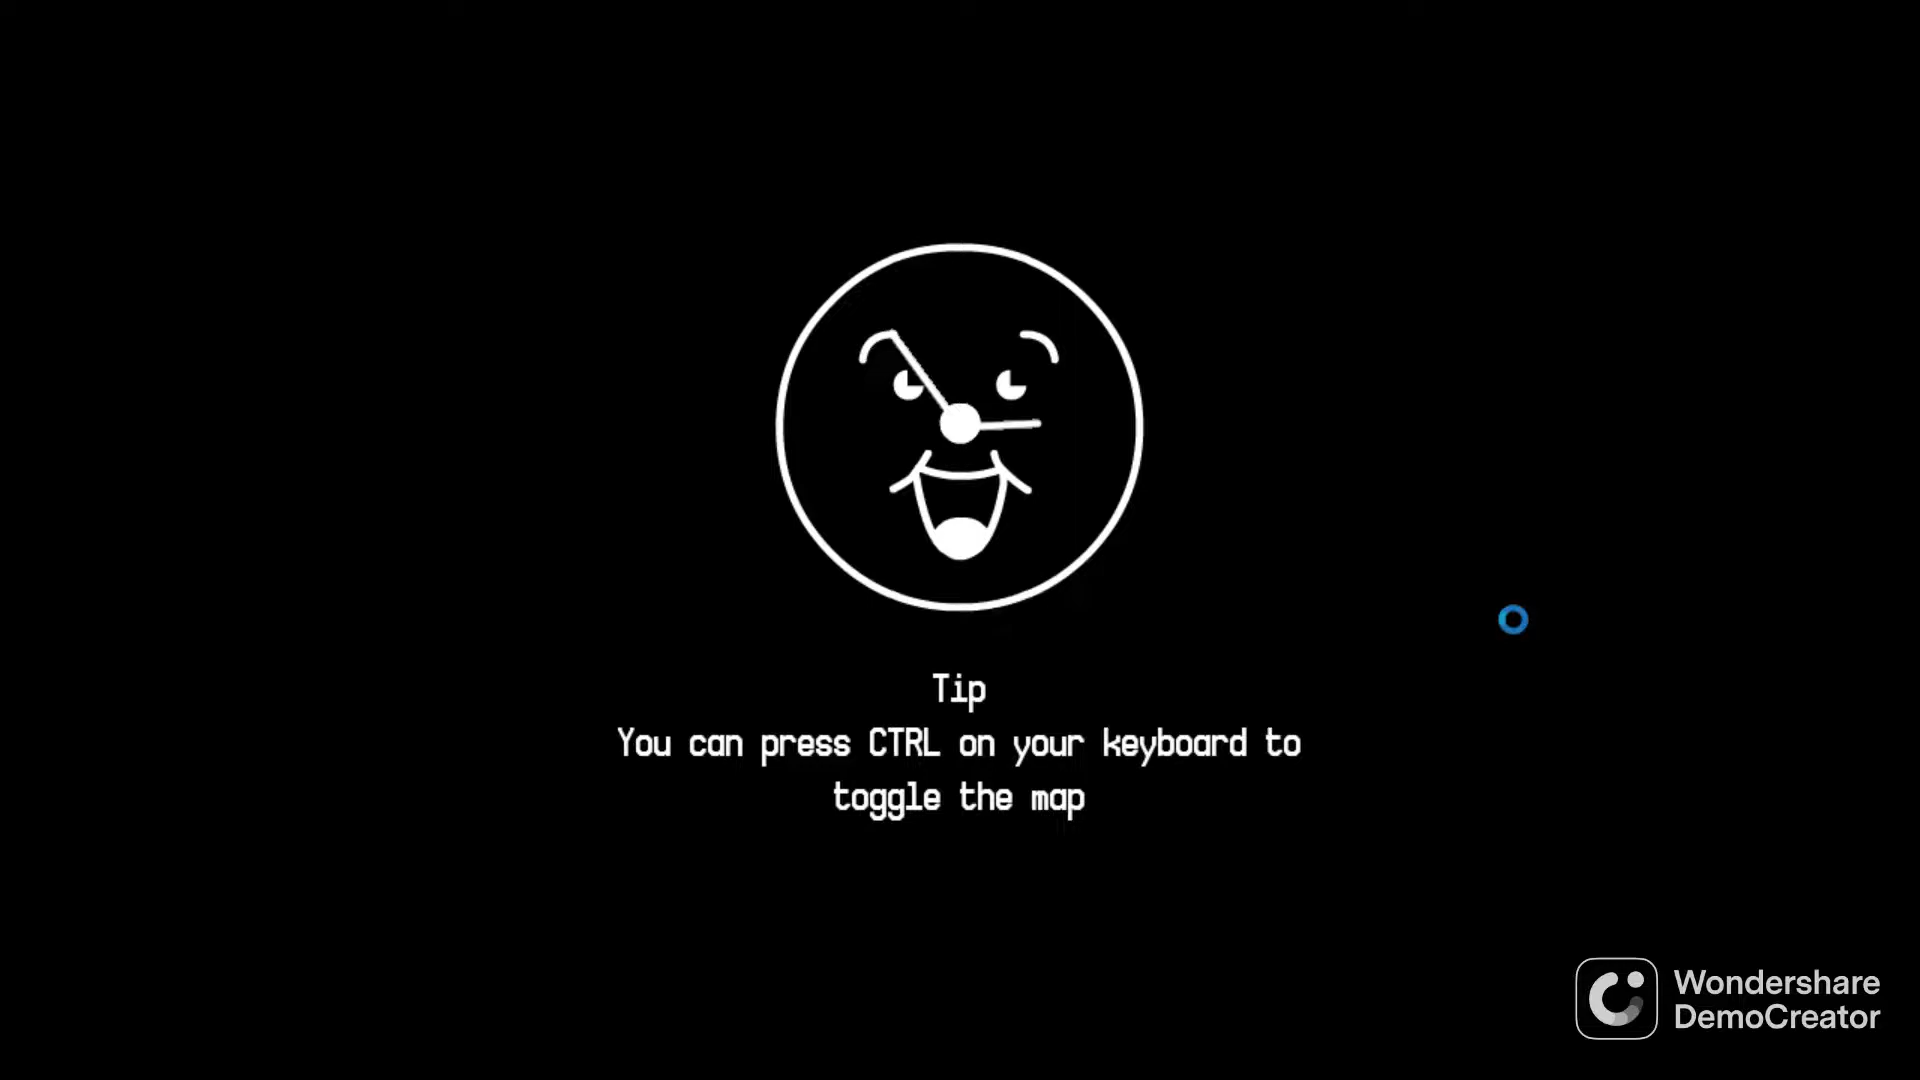 Tip
You can press CTRL on your keyboard to
toggle the map
Wondershare
DemoCreator